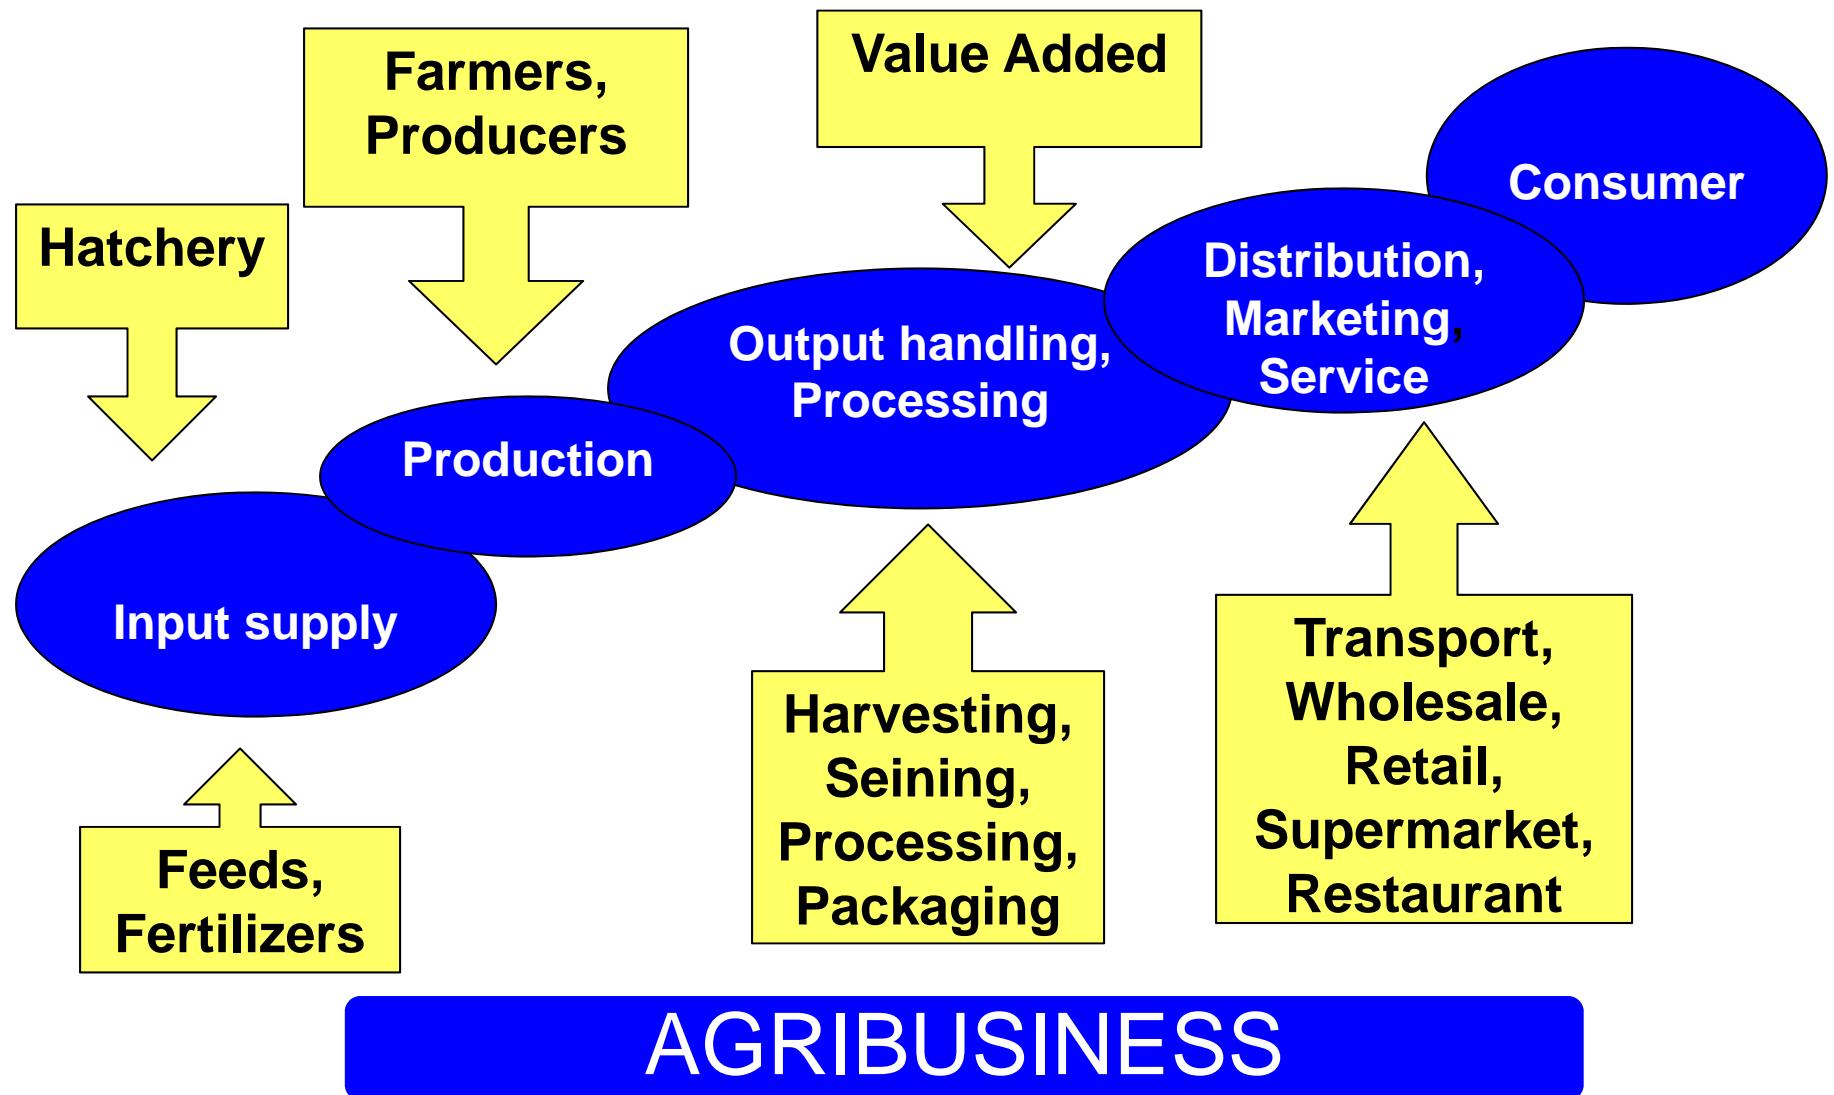 Farmers,
Producers
Value Added
Consumer
Hatchery
Distribution,
Marketing,
Service
Output handling,
Processing
Production
Input supply
Feeds,
Fertilizers
Harvesting,
Seining,
Processing,
Packaging
Transport,
Wholesale,
Retail,
Supermarket,
Restaurant
AGRIBUSINESS